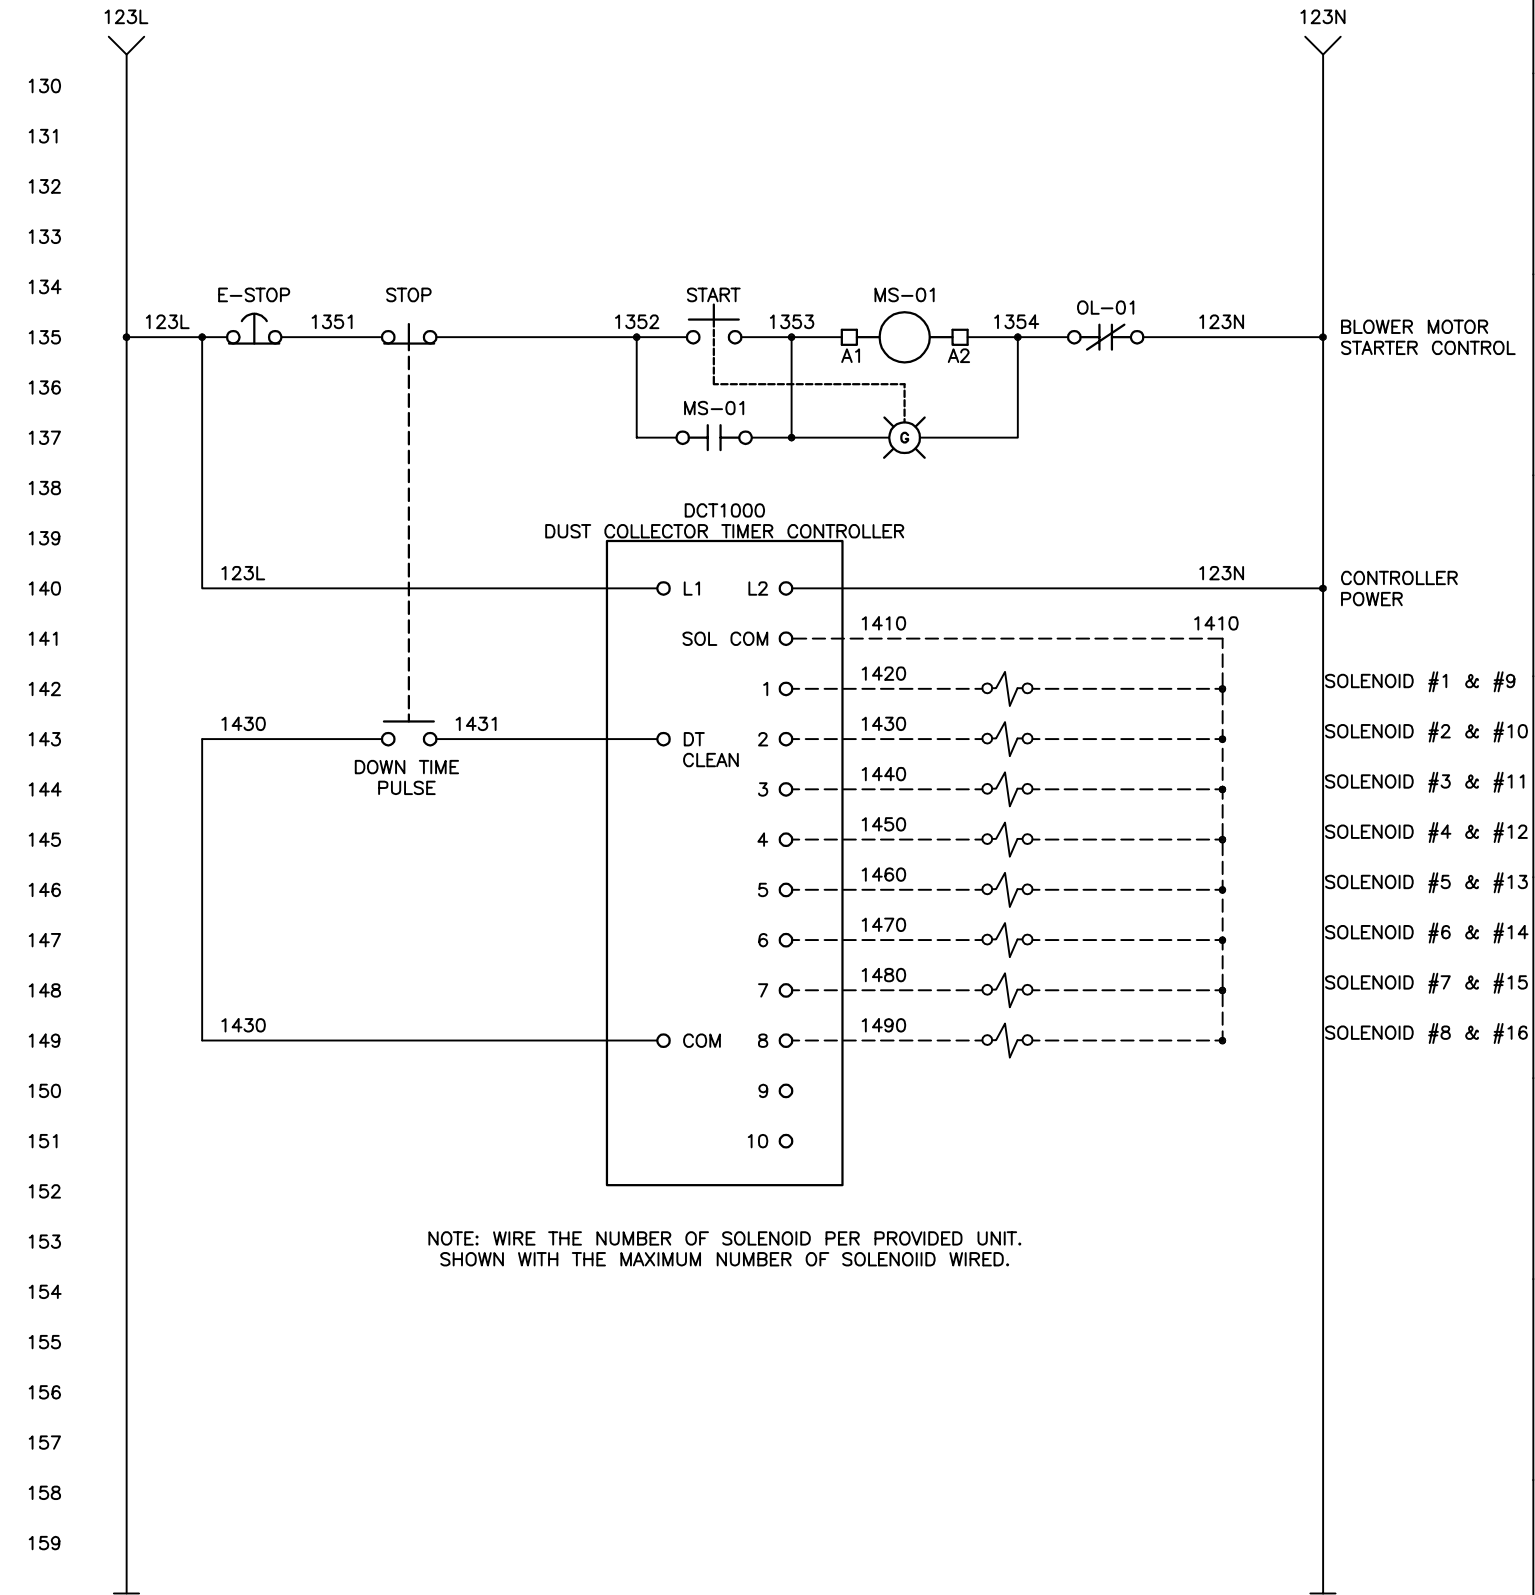 123L 123N
130
131
132
133
134
E-STOP STOP START MS-01 OL-01
123L 1351 1352 1353 1354 123N
135 A1 A2 BLOWER MOTOR
STARTER CONTROL
136
MS-01
137 G
138
DCT1000
139 DUST COLLECTOR TIMER CONTROLLER
123L 123N
140 L1 L2 CONTROLLER
POWER
1410 1410
141 SOL COM
1420
142 1 SOLENOID #1 & #9
1430 1431 1430
143 DT 2 SOLENOID #2 & #10
CLEAN
DOWN TIME
PULSE
1440
144 3 SOLENOID #3 & #11
1450
145 4 SOLENOID #4 & #12
1460
146 5 SOLENOID #5 & #13
1470
147 6 SOLENOID #6 & #14
1480
148 7 SOLENOID #7 & #15
1430 1490
149 COM 8 SOLENOID #8 & #16
150 9
151 10
152
153 NOTE: WIRE THE NUMBER OF SOLENOID PER PROVIDED UNIT.
SHOWN WITH THE MAXIMUM NUMBER OF SOLENOIID WIRED.
154
155
156
157
158
159